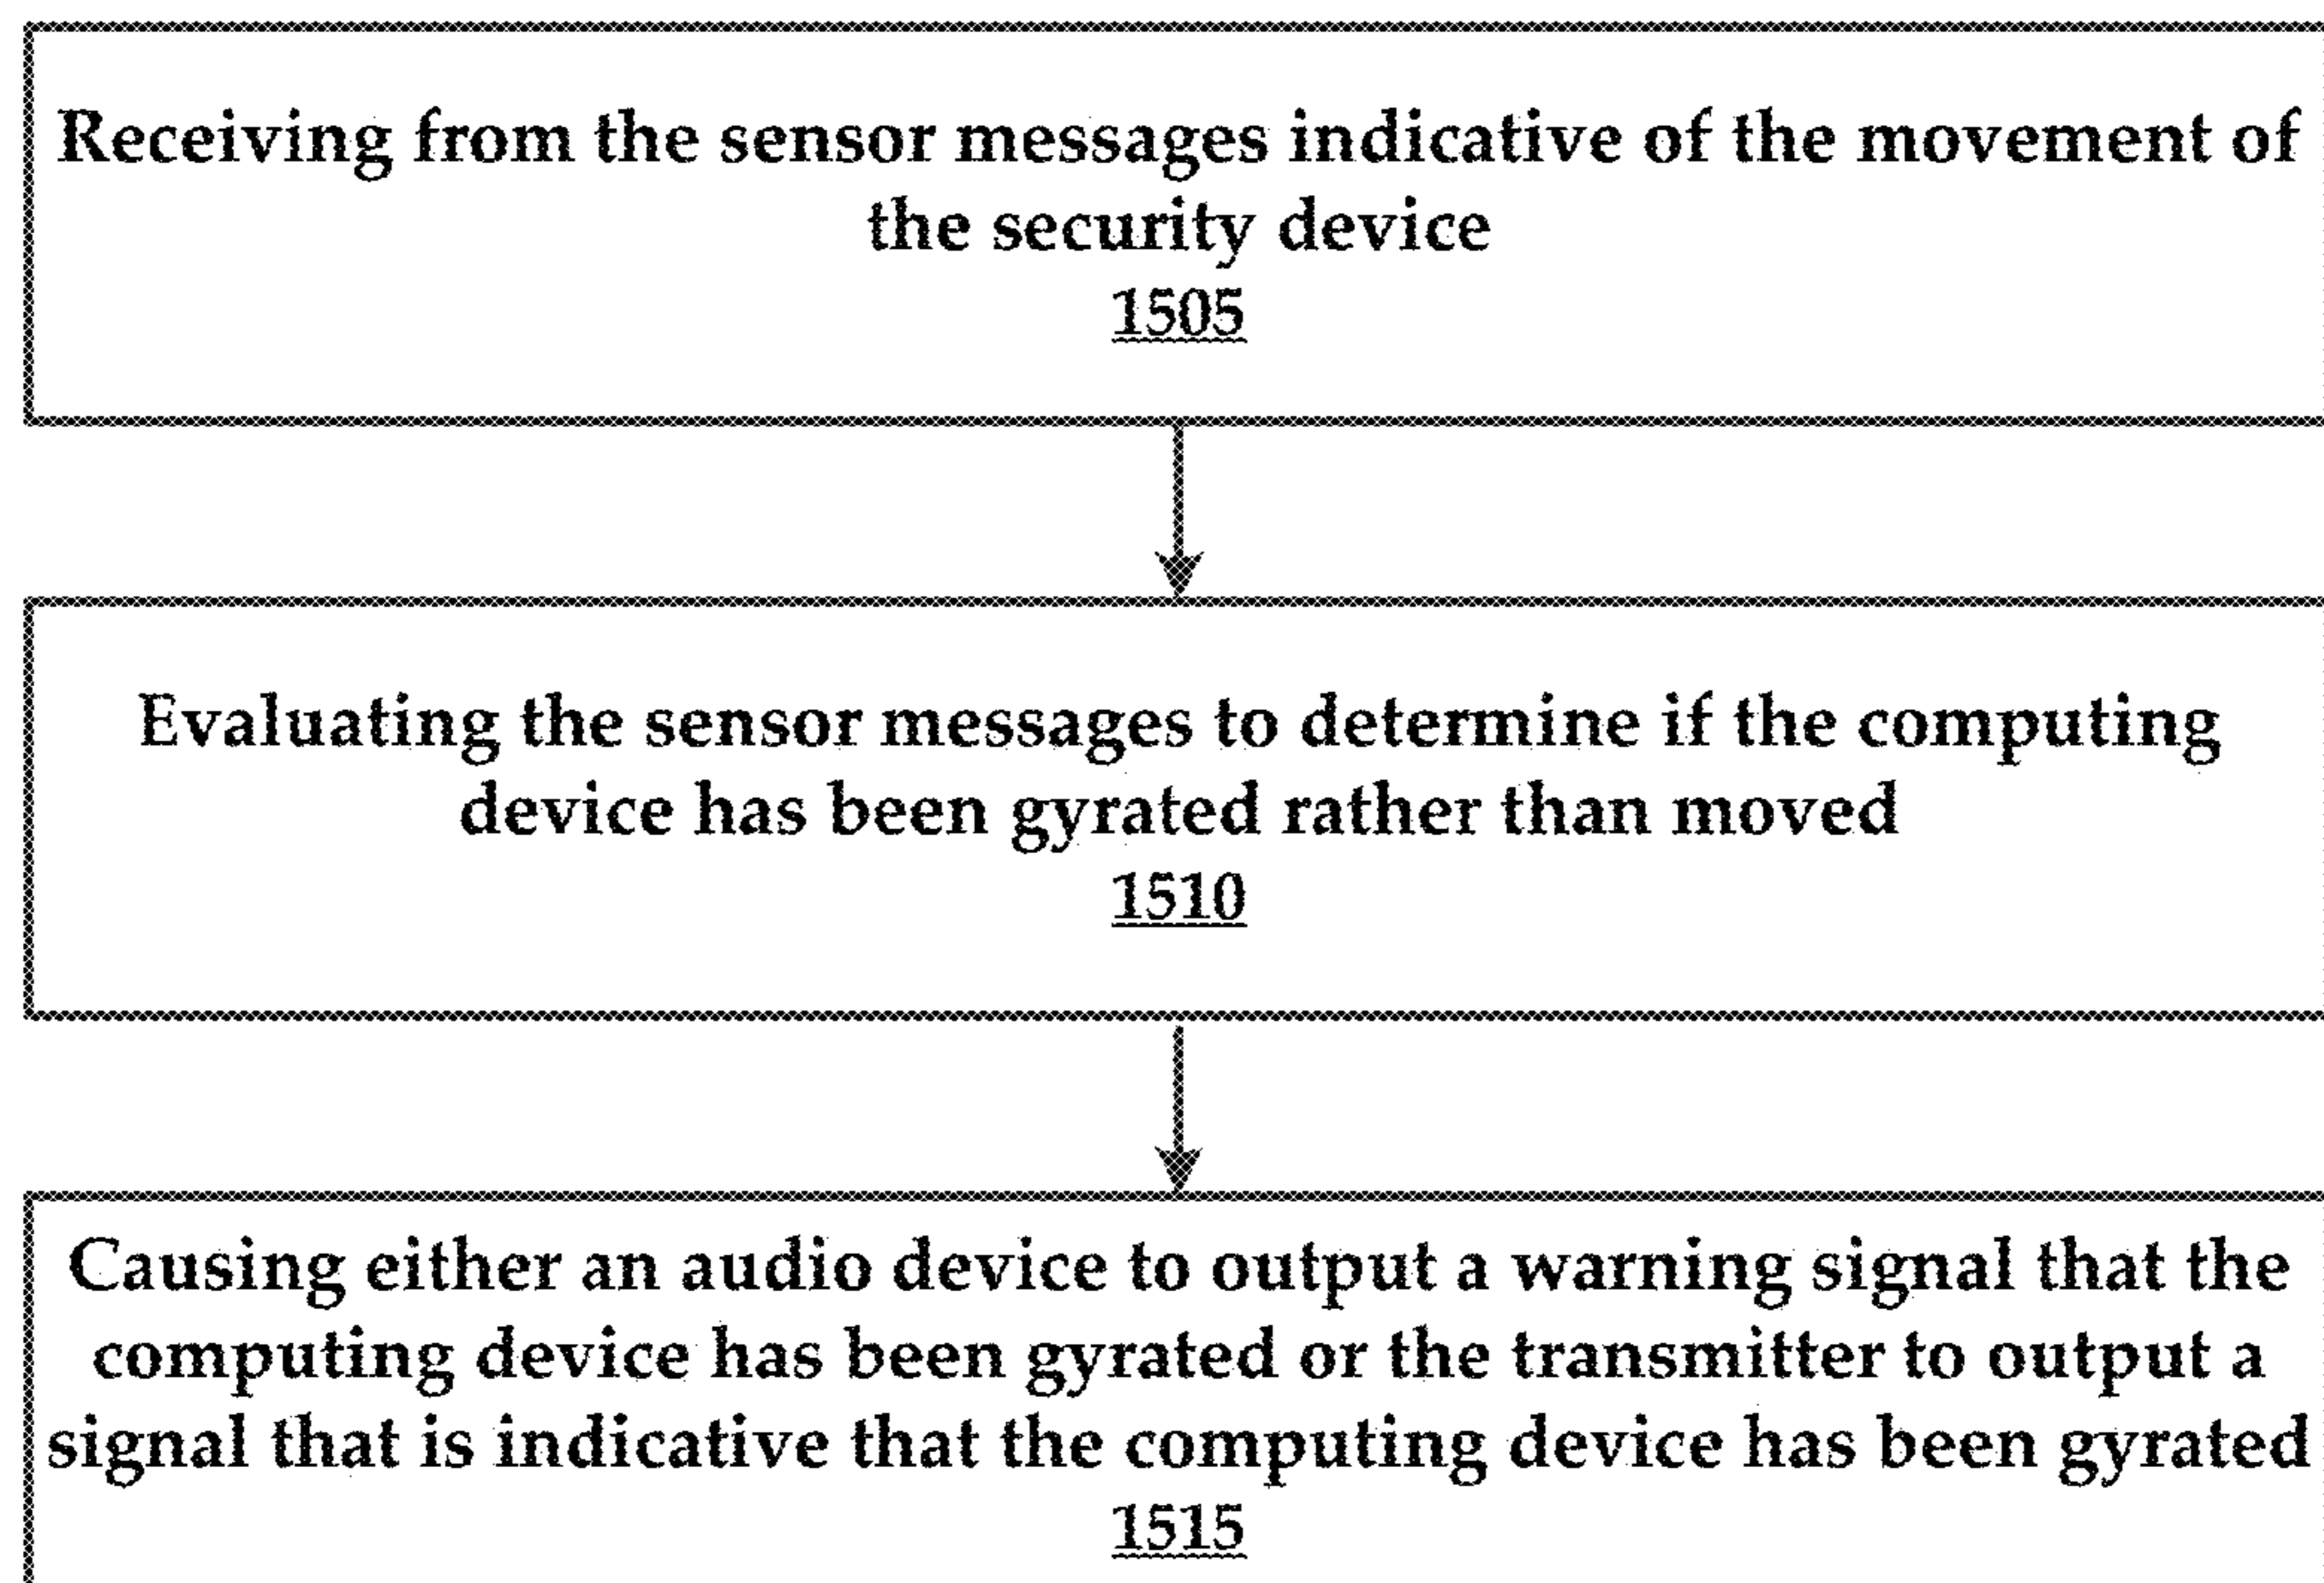 Receiving from the sensor messages indicative of the movement of
the security device
1505
Evaluating the sensor messages to determine if the computing
device has been gyrated rather than moved
1510
Causing either an audio device to output a warning signal that the
computing device has been gyrated or the transmitter to output a
signal that is indicative that the computing device has been gyrated
1515